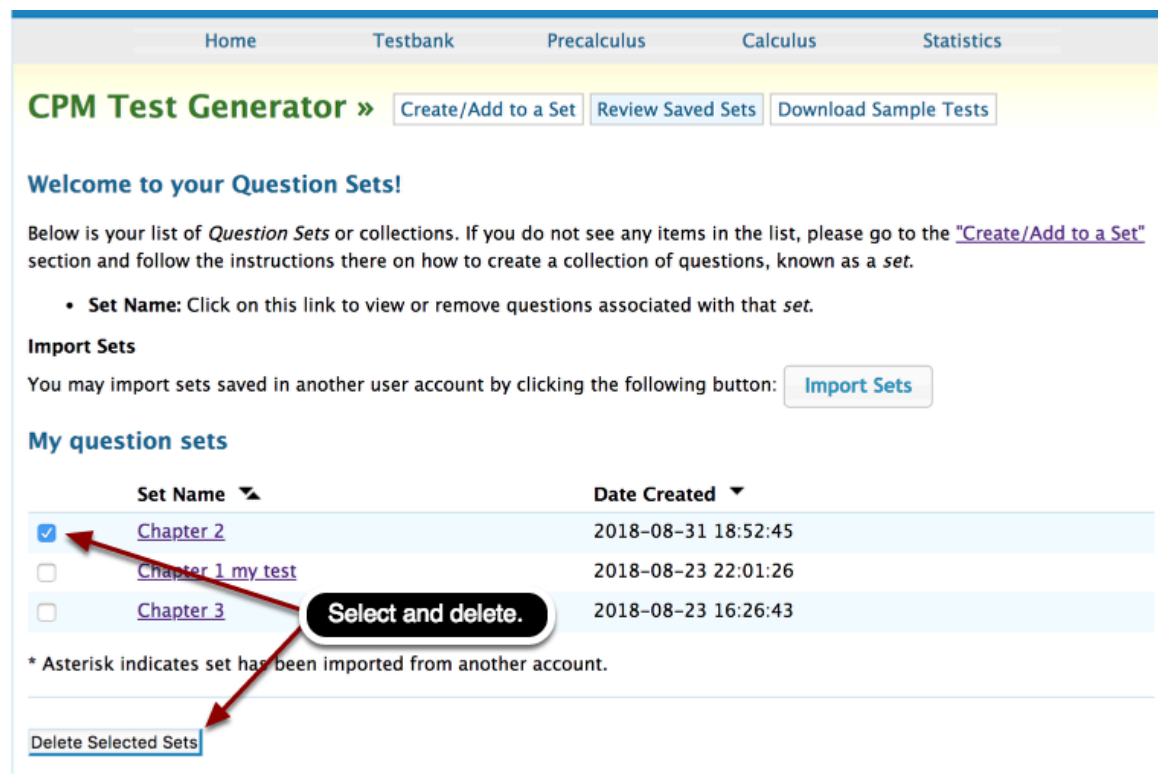 Home Testbank Precalculus Calculus Statistics
CPM Test Generator » Create/Add to a Set Review Saved Sets Download Sample Tests
Welcome to your Question Sets!
Below is your list of Question Sets or collections. If you do not see any items in the list, please go to the "Create/Add to a Set"
section and follow the instructions there on how to create a collection of questions, known as a set.
• Set Name: Click on this link to view or remove questions associated with that set.
Import Sets
You may import sets saved in another user account by clicking the following button: Import Sets
My question sets
Set Name Date Created
Chapter 2 2018-08-31 18:52:45
Chapter 1 my test 2018-08-23 22:01:26
Chapter 3 2018-08-23 16:26:43
Select and delete.
* Asterisk indicates set has been imported from another account.
Delete Selected Sets